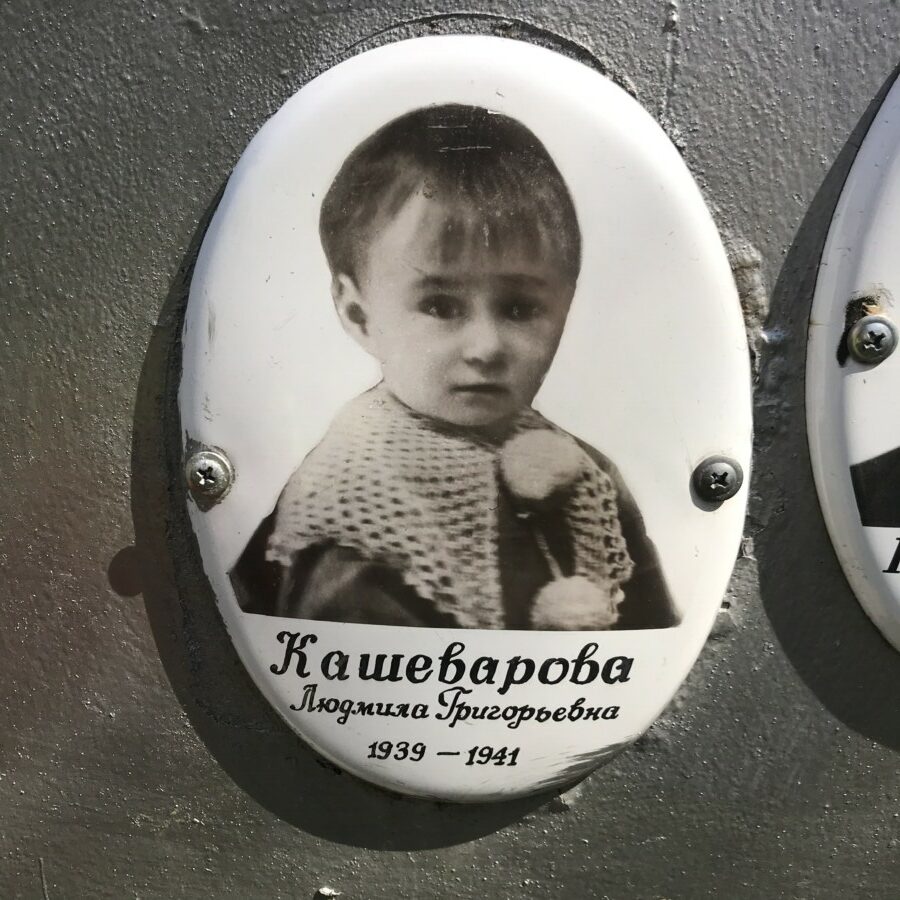 Кашеварова
Людмила Григорьевна
1939 — 1941